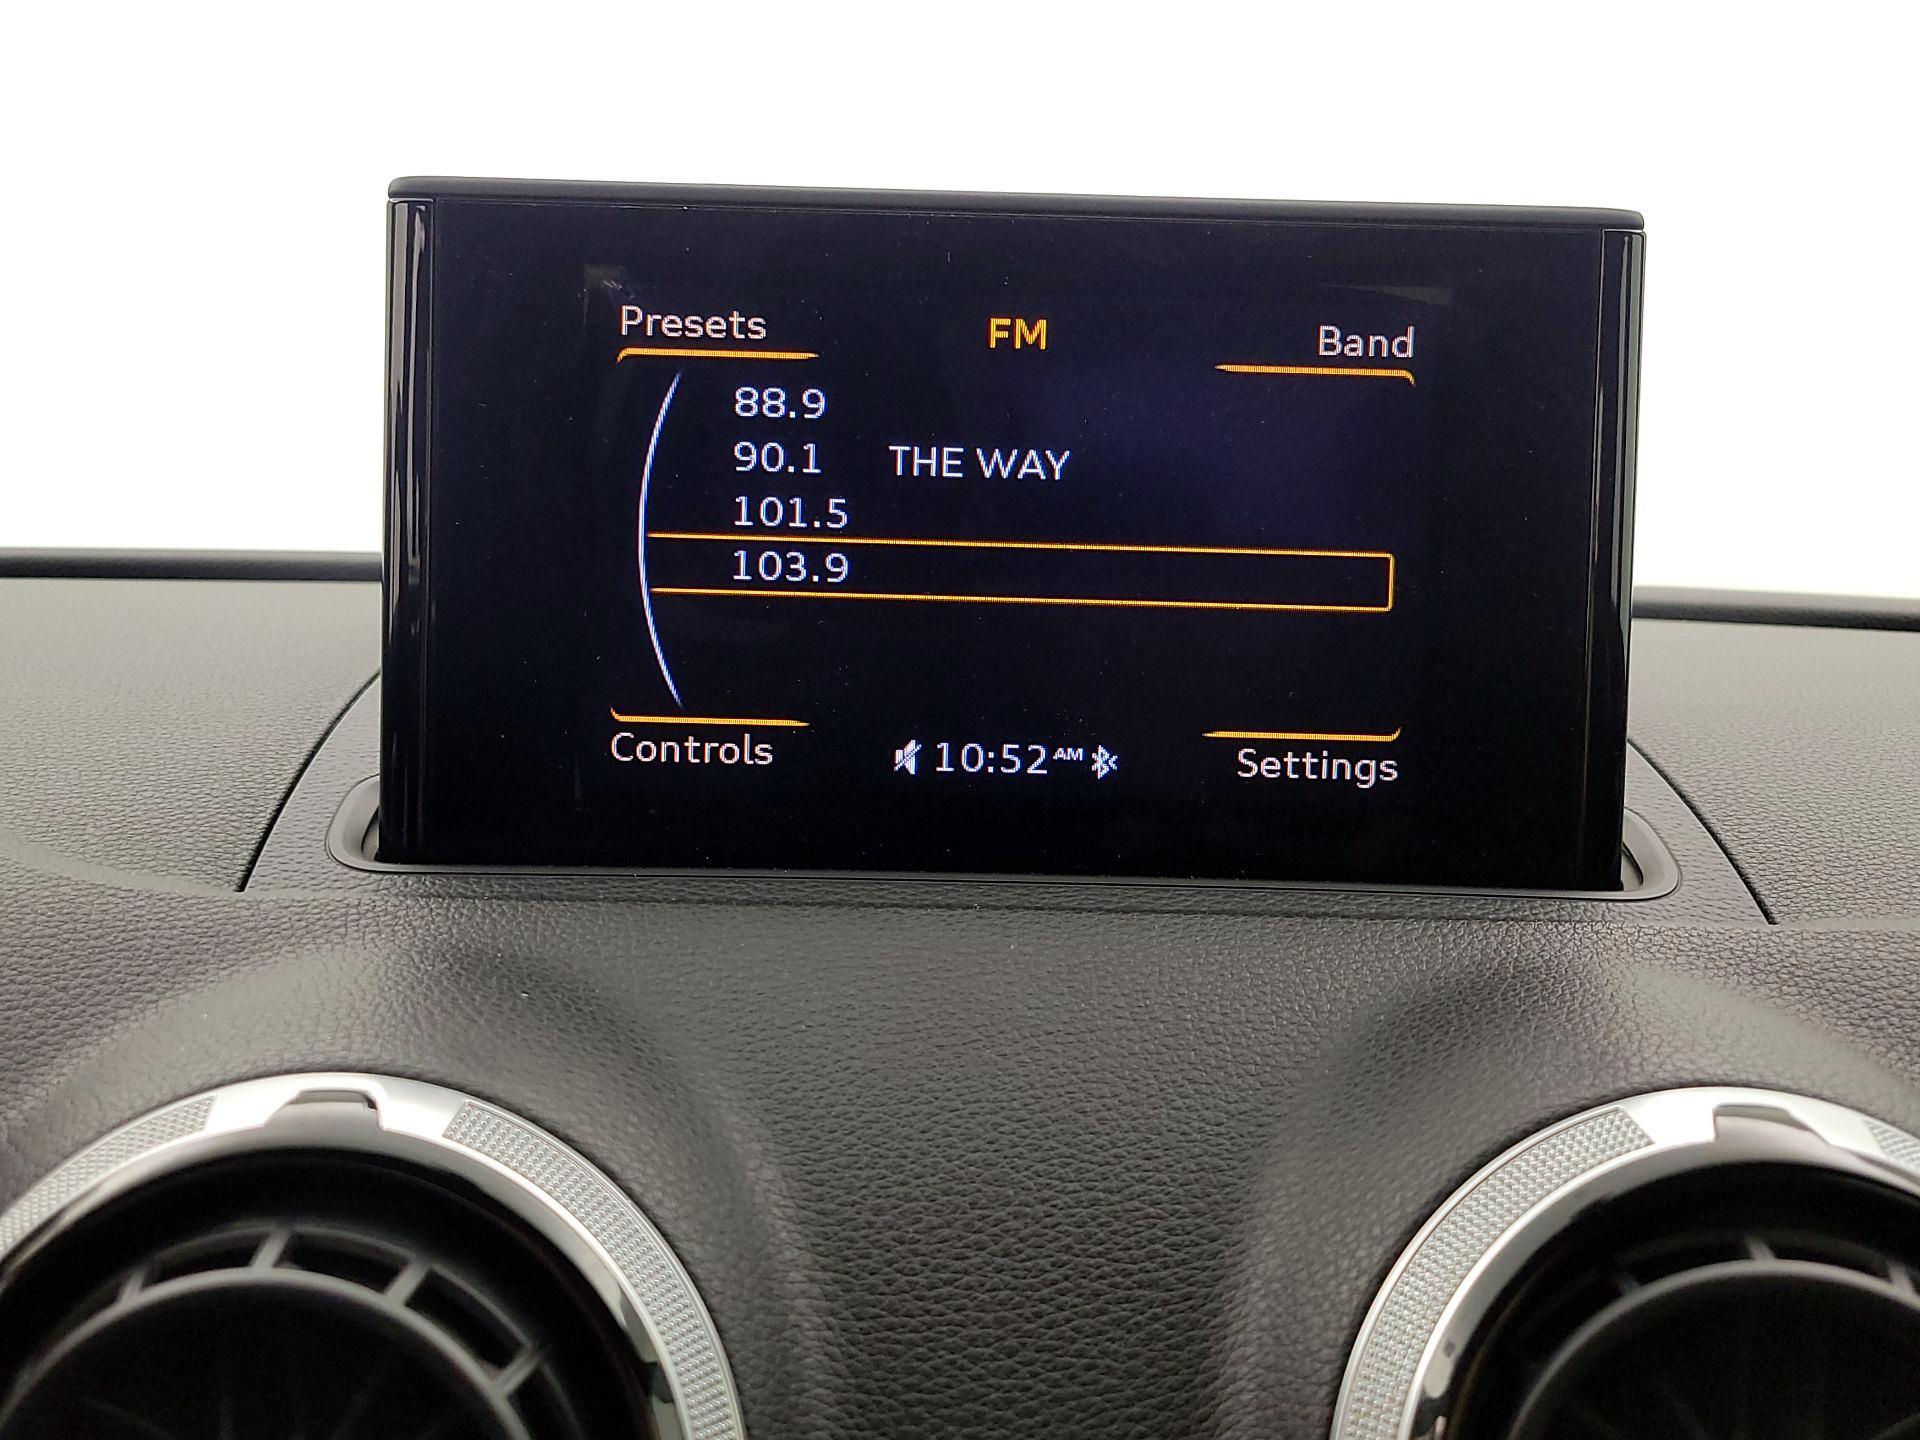 Presets FM Band
88.9
90.1 THE WAY
101.5
103.9
Controls 10:52 AM Settings